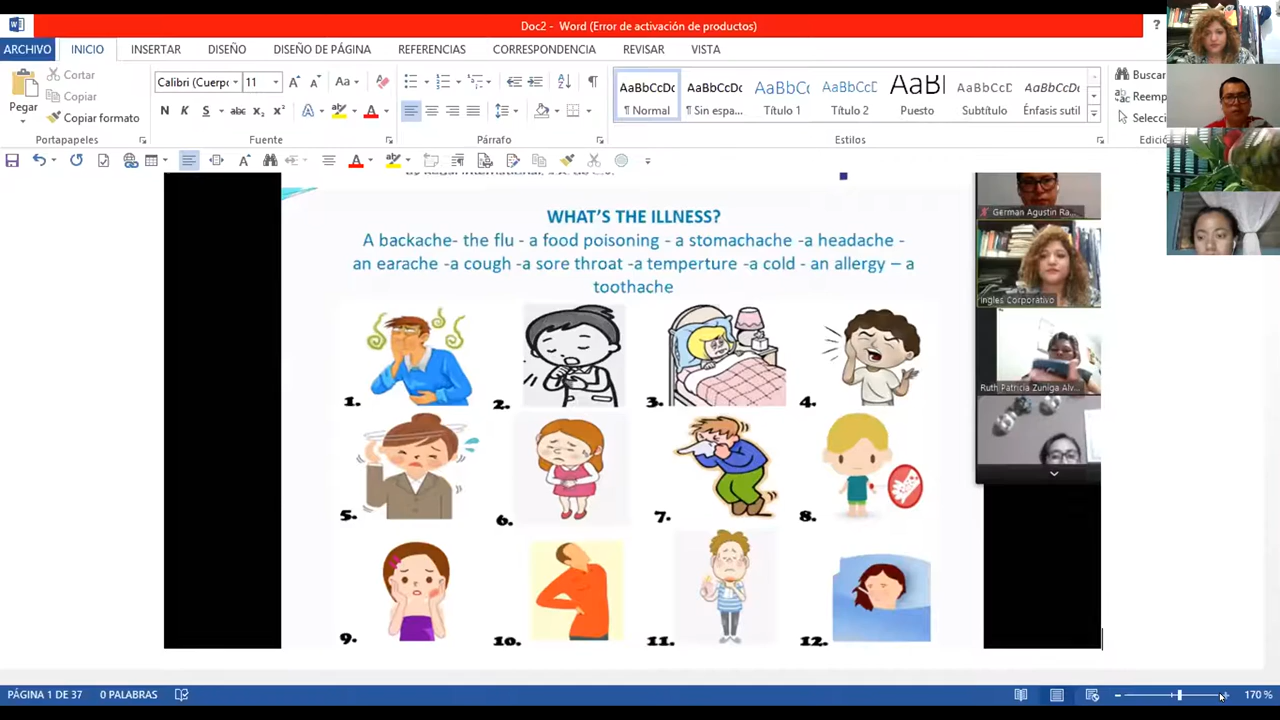 Doc2 - Word (Error de activación de productos)
?
ARCHIVO INICIO INSERTAR DISEÑO DISEÑO DE PÁGINA REFERENCIAS CORRESPONDENCIA REVISAR VISTA
Pegar
Cortar
Copiar
Copiar formato
Portapapeles
Calibri (Cuerpo 11
Fuente
Párrafo
AaBbCcDc AaBbCcDc AaBbCc AaBbCcD AaBl AaBbCcD AaBbCcDc
¶ Normal ¶ Sin espa... Título 1 Título 2 Puesto Subtítulo Énfasis sutil
Estilos
Buscar
Reemp
Selecci
Edició
WHAT'S THE ILLNESS?
A backache- the flu - a food poisoning - a stomachache -a headache -
an earache -a cough -a sore throat -a temperture -a cold - an allergy – a
toothache
1. 2. 3. 4.
5. 6. 7. 8.
9. 10. 11. 12.
German Agustin Ra...
Ingles Corporativo
Ruth Patricia Zuniga Alv...
PÁGINA 1 DE 37 0 PALABRAS 170 %